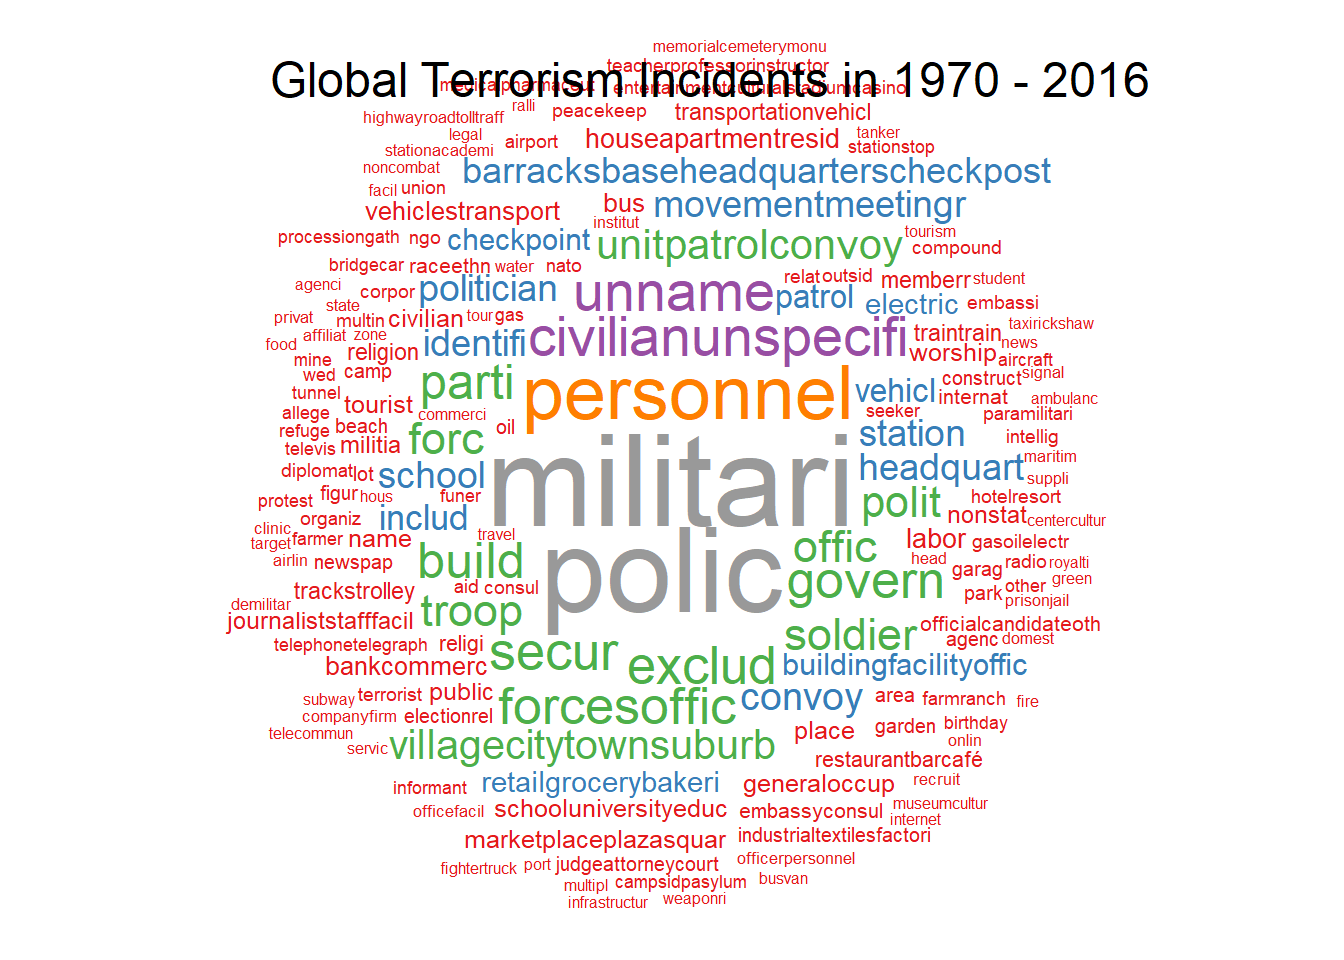 memorialcemeterymonu
teacherprofessorinstructor
Global Terrorism Incidents in 1970 - 2016
medicalpharmaceut entertainmentculturalstadiumcasino
highwayroadtolltraff ralli peacekeep transportationvehicl
legal airport houseapartmentresid tanker
stationacademi stationstop
noncombat barracksbaseheadquarterscheckpost
facil union
vehiclestransport bus movementmeetingr
institut
processiongath ngo checkpoint unitpatrolconvoy tourism
compound
bridgecar raceethn water nato relat outsid memberr student
agenci corpor politician unname patrol electric embassi
state
privat multin civilian tour gas civilianunspecifi traintrain taxirickshaw
food affiliat zone identifi news
mine religion worship aircraft
wed camp parti personnel vehicl construct signal
tunnel tourist internat ambulanc
allege commerci seeker paramilitari
refuge beach oil
televis militia forc station intellig
maritim
diplomat lot school militari headquart suppli
protest figur hous funer polit hotelresort
clinic organiz includ nonstat centercultur
target farmer name travel offic labor gasoilelectr
airlin newspap build polic head garag radio royalti
trackstrolley aid consul govern park other green
prisonjail
demilitar troop
journaliststafffacil soldier officialcandidateoth
telephonetelegraph religi secur agenc domest
bankcommerc exclud buildingfacilityoffic
subway terrorist public convoy area farmranch fire
companyfirm electionrel forcesoffic
telecommun place garden birthday
servic villagecitytownsuburb onlin
restaurantbarcafé
informant retailgrocerybakeri generaloccup recruit
officefacil schooluniversityeduc embassyconsul museumcultur
internet
marketplaceplazasquar industrialtextilesfactori
fightertruck port judgeattorneycourt officerpersonnel
multipl campsidpasylum busvan
infrastructur weaponri